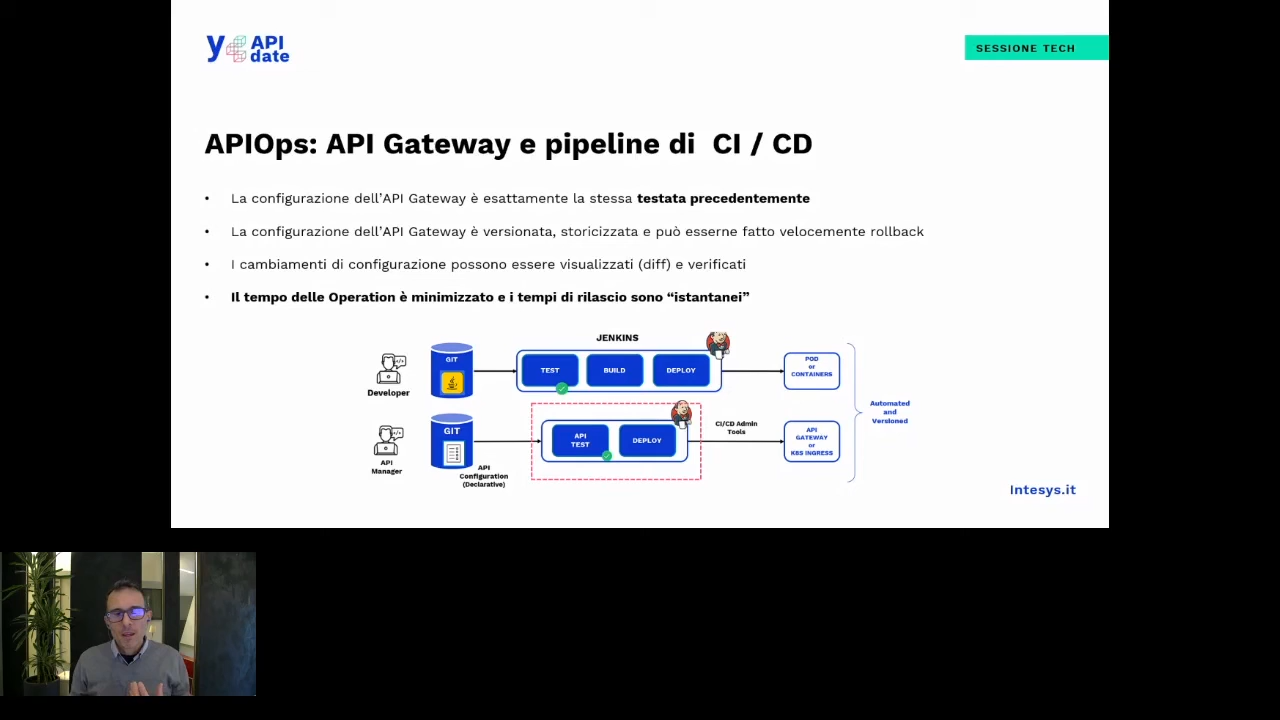 y API
date
SESSIONE TECH
APIOps: API Gateway e pipeline di CI / CD
• La configurazione dell'API Gateway è esattamente la stessa testata precedentemente
• La configurazione dell'API Gateway è versionata, storicizzata e può esserne fatto velocemente rollback
• I cambiamenti di configurazione possono essere visualizzati (diff) e verificati
• Il tempo delle Operation è minimizzato e i tempi di rilascio sono “istantanei”
JENKINS
Developer
GIT
TEST
BUILD
DEPLOY
POD
or
CONTAINERS
API
Manager
GIT
API
Configuration
(Declarative)
API
TEST
DEPLOY
CI/CD Admin
Tools
API
GATEWAY
or
K8S INGRESS
Automated
and
Versioned
Intesys.it